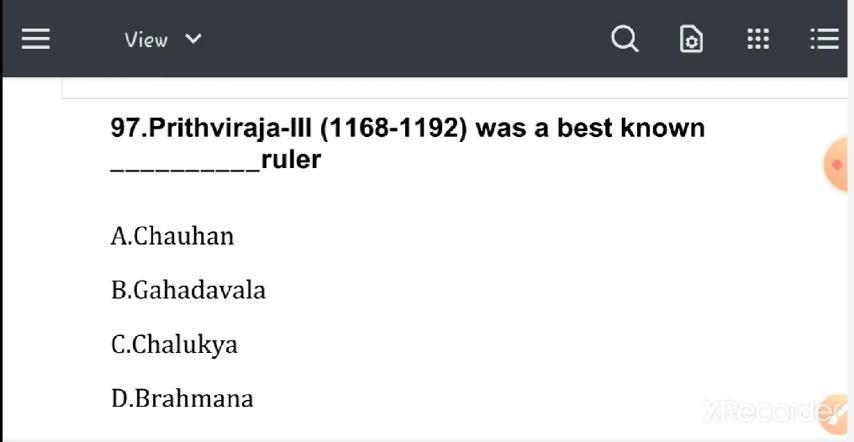 View
97.Prithviraja-III (1168-1192) was a best known
__________ruler
A.Chauhan
B.Gahadavala
C.Chalukya
D.Brahmana
XRecorder